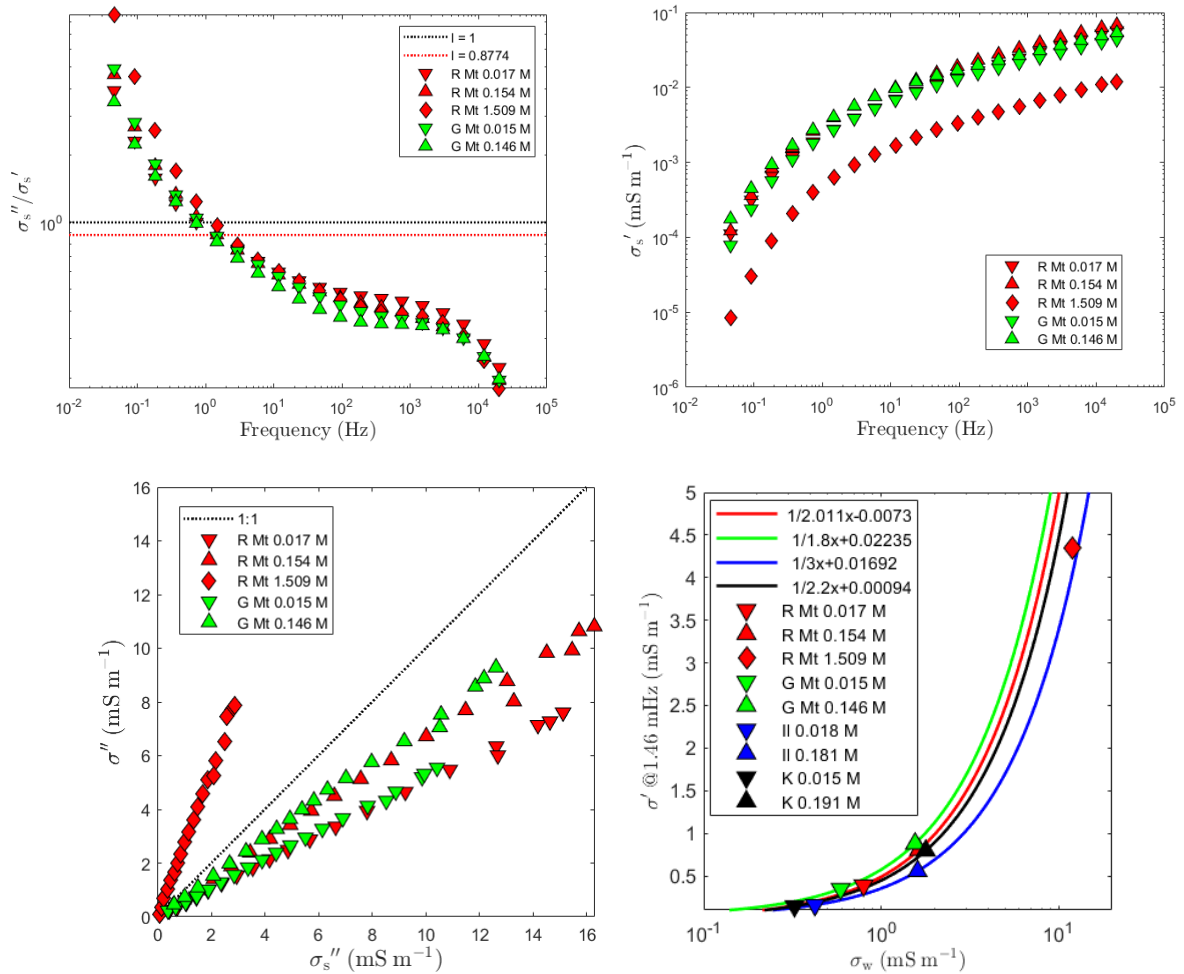 l = 1
l = 0.8774
R Mt 0.017 M
R Mt 0.154 M
R Mt 1.509 M
G Mt 0.015 M
G Mt 0.146 M
10⁰
σₛ''/σₛ'
10⁻² 10⁻¹ 10⁰ 10¹ 10² 10³ 10⁴ 10⁵
Frequency (Hz)
10⁻¹
10⁻²
10⁻³
10⁻⁴
10⁻⁵
10⁻⁶
σₛ' (mS m⁻¹)
R Mt 0.017 M
R Mt 0.154 M
R Mt 1.509 M
G Mt 0.015 M
G Mt 0.146 M
10⁻² 10⁻¹ 10⁰ 10¹ 10² 10³ 10⁴ 10⁵
Frequency (Hz)
16
14
12
10
8
6
4
2
0
σ'' (mS m⁻¹)
1:1
R Mt 0.017 M
R Mt 0.154 M
R Mt 1.509 M
G Mt 0.015 M
G Mt 0.146 M
0 2 4 6 8 10 12 14 16
σₛ'' (mS m⁻¹)
5
4.5
4
3.5
3
2.5
2
1.5
1
0.5
σ' @1.46 mHz (mS m⁻¹)
1/2.011x-0.0073
1/1.8x+0.02235
1/3x+0.01692
1/2.2x+0.00094
R Mt 0.017 M
R Mt 0.154 M
R Mt 1.509 M
G Mt 0.015 M
G Mt 0.146 M
Il 0.018 M
Il 0.181 M
K 0.015 M
K 0.191 M
10⁻¹ 10⁰ 10¹
σ_w (mS m⁻¹)